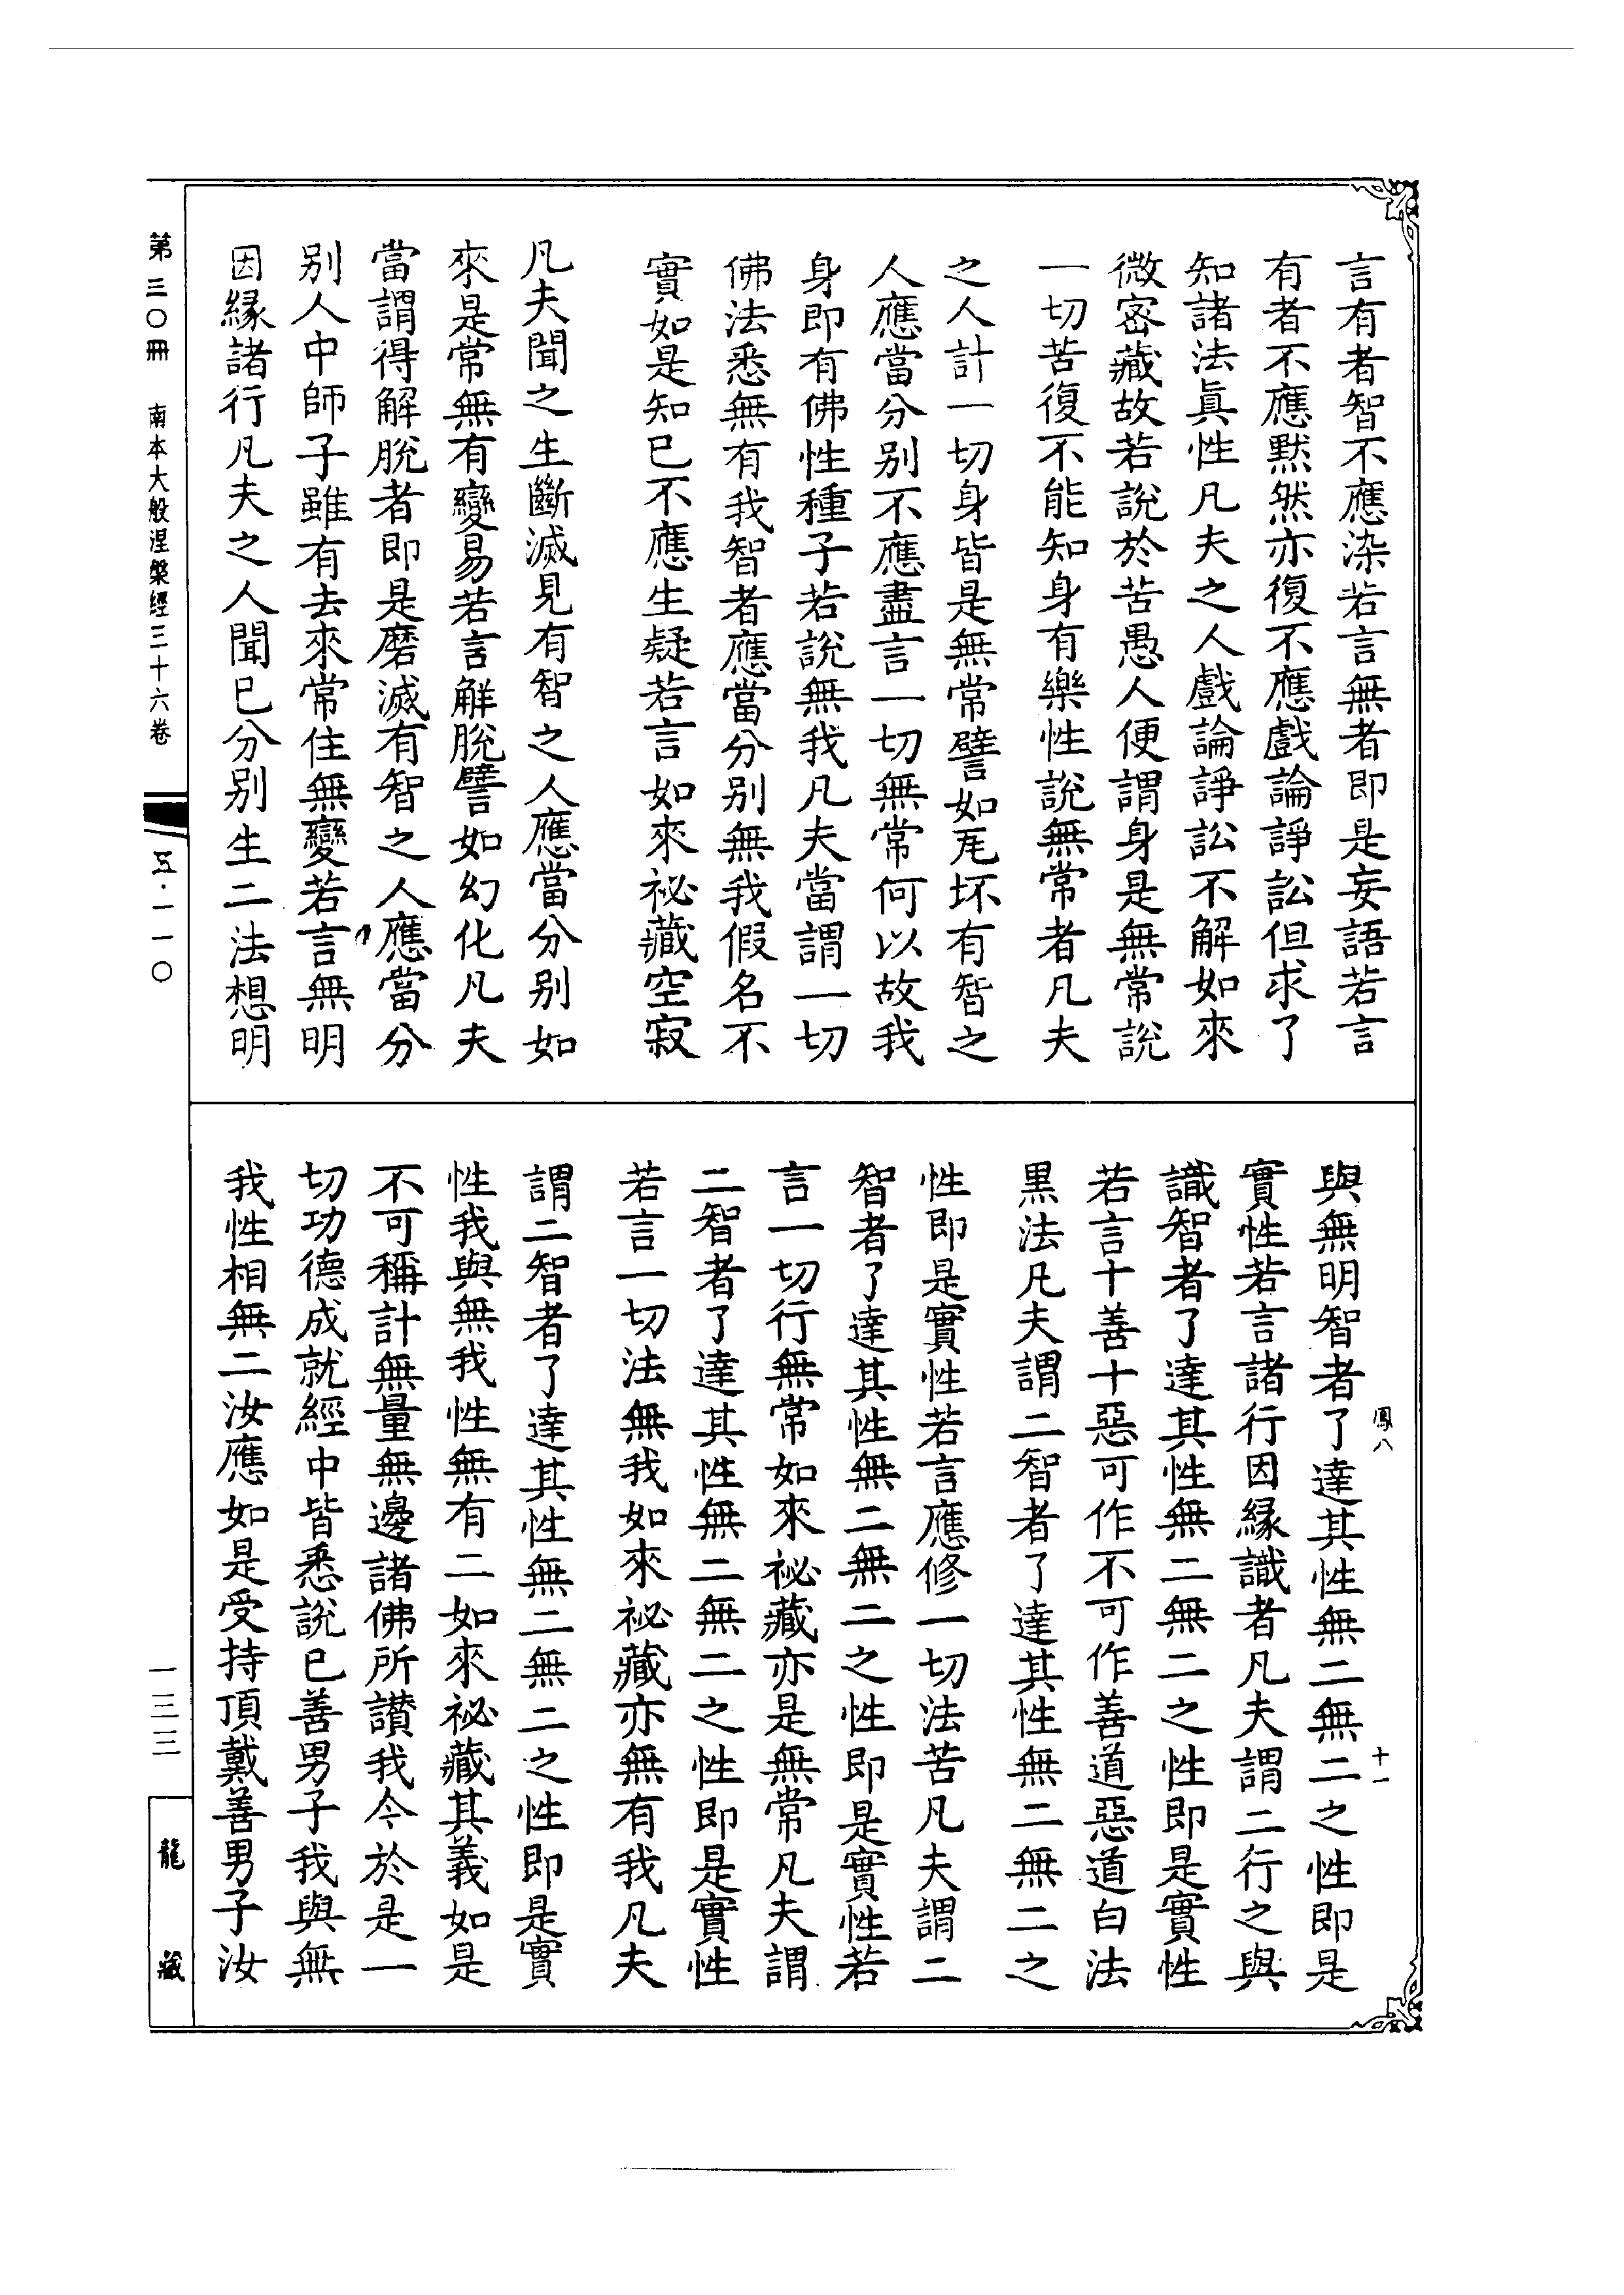 言有者智不應染若言無者即是妄語若言
有者不應黙然亦復不應戲論諍訟但求了
知諸法眞性凡夫之人戲論諍訟不解如來
微密藏故若說於苦愚人便謂身是無常說
一切苦復不能知身有樂性說無常者凡夫
之人計一切身皆是無常譬如瓦坏有智之
人應當分别不應盡言一切無常何以故我
身即有佛性種子若說無我凡夫當謂一切
佛法悉無有我智者應當分别無我假名不
實如是知已不應生疑若言如來祕藏空寂
凡夫聞之生斷滅見有智之人應當分别如
來是常無有變易若言解脫譬如幻化凡夫
當謂得解脫者即是磨滅有智之人應當分
别人中師子雖有去來常住無變若言無明
因緣諸行凡夫之人聞已分别生二法想明
與無明智者了達其性無二無二之性即是
實性若言諸行因緣識者凡夫謂二行之與
識智者了達其性無二無二之性即是實性
若言十善十惡可作不可作善道惡道白法
黑法凡夫謂二智者了達其性無二無二之
性即是實性若言應修一切法苦凡夫謂二
智者了達其性無二無二之性即是實性若
言一切行無常如來祕藏亦是無常凡夫謂
二智者了達其性無二無二之性即是實性
若言一切法無我如來祕藏亦無有我凡夫
謂二智者了達其性無二無二之性即是實
性我與無我性無有二如來祕藏其義如是
不可稱計無量無邊諸佛所讃我今於是一
切功德成就經中皆悉說已善男子我與無
我性相無二汝應如是受持頂戴善男子汝
鳳八
十一
第三〇冊 南本大般涅槃經三十六卷
五·一一〇
一三三
龍藏